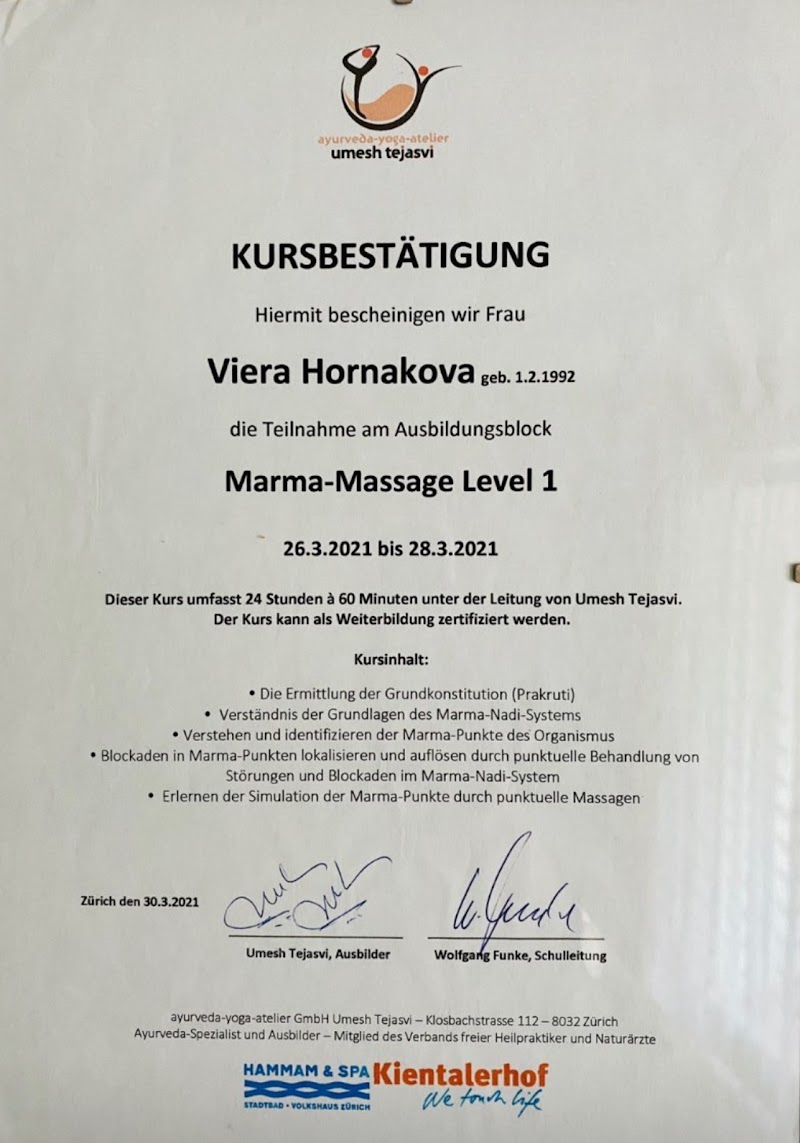 ayurveda-yoga-atelier
umesh tejasvi
KURSBESTÄTIGUNG
Hiermit bescheinigen wir Frau
Viera Hornakova geb. 1.2.1992
die Teilnahme am Ausbildungsblock
Marma-Massage Level 1
26.3.2021 bis 28.3.2021
Dieser Kurs umfasst 24 Stunden à 60 Minuten unter der Leitung von Umesh Tejasvi.
Der Kurs kann als Weiterbildung zertifiziert werden.
Kursinhalt:
• Die Ermittlung der Grundkonstitution (Prakruti)
• Verständnis der Grundlagen des Marma-Nadi-Systems
• Verstehen und identifizieren der Marma-Punkte des Organismus
• Blockaden in Marma-Punkten lokalisieren und auflösen durch punktuelle Behandlung von
Störungen und Blockaden im Marma-Nadi-System
• Erlernen der Simulation der Marma-Punkte durch punktuelle Massagen
Zürich den 30.3.2021
Umesh Tejasvi, Ausbilder
Wolfgang Funke, Schulleitung
ayurveda-yoga-atelier GmbH Umesh Tejasvi – Klosbachstrasse 112 – 8032 Zürich
Ayurveda-Spezialist und Ausbilder – Mitglied des Verbands freier Heilpraktiker und Naturärzte
HAMMAM & SPA
STADTBAD • VOLKSHAUS ZÜRICH
Kientalerhof
We touch life